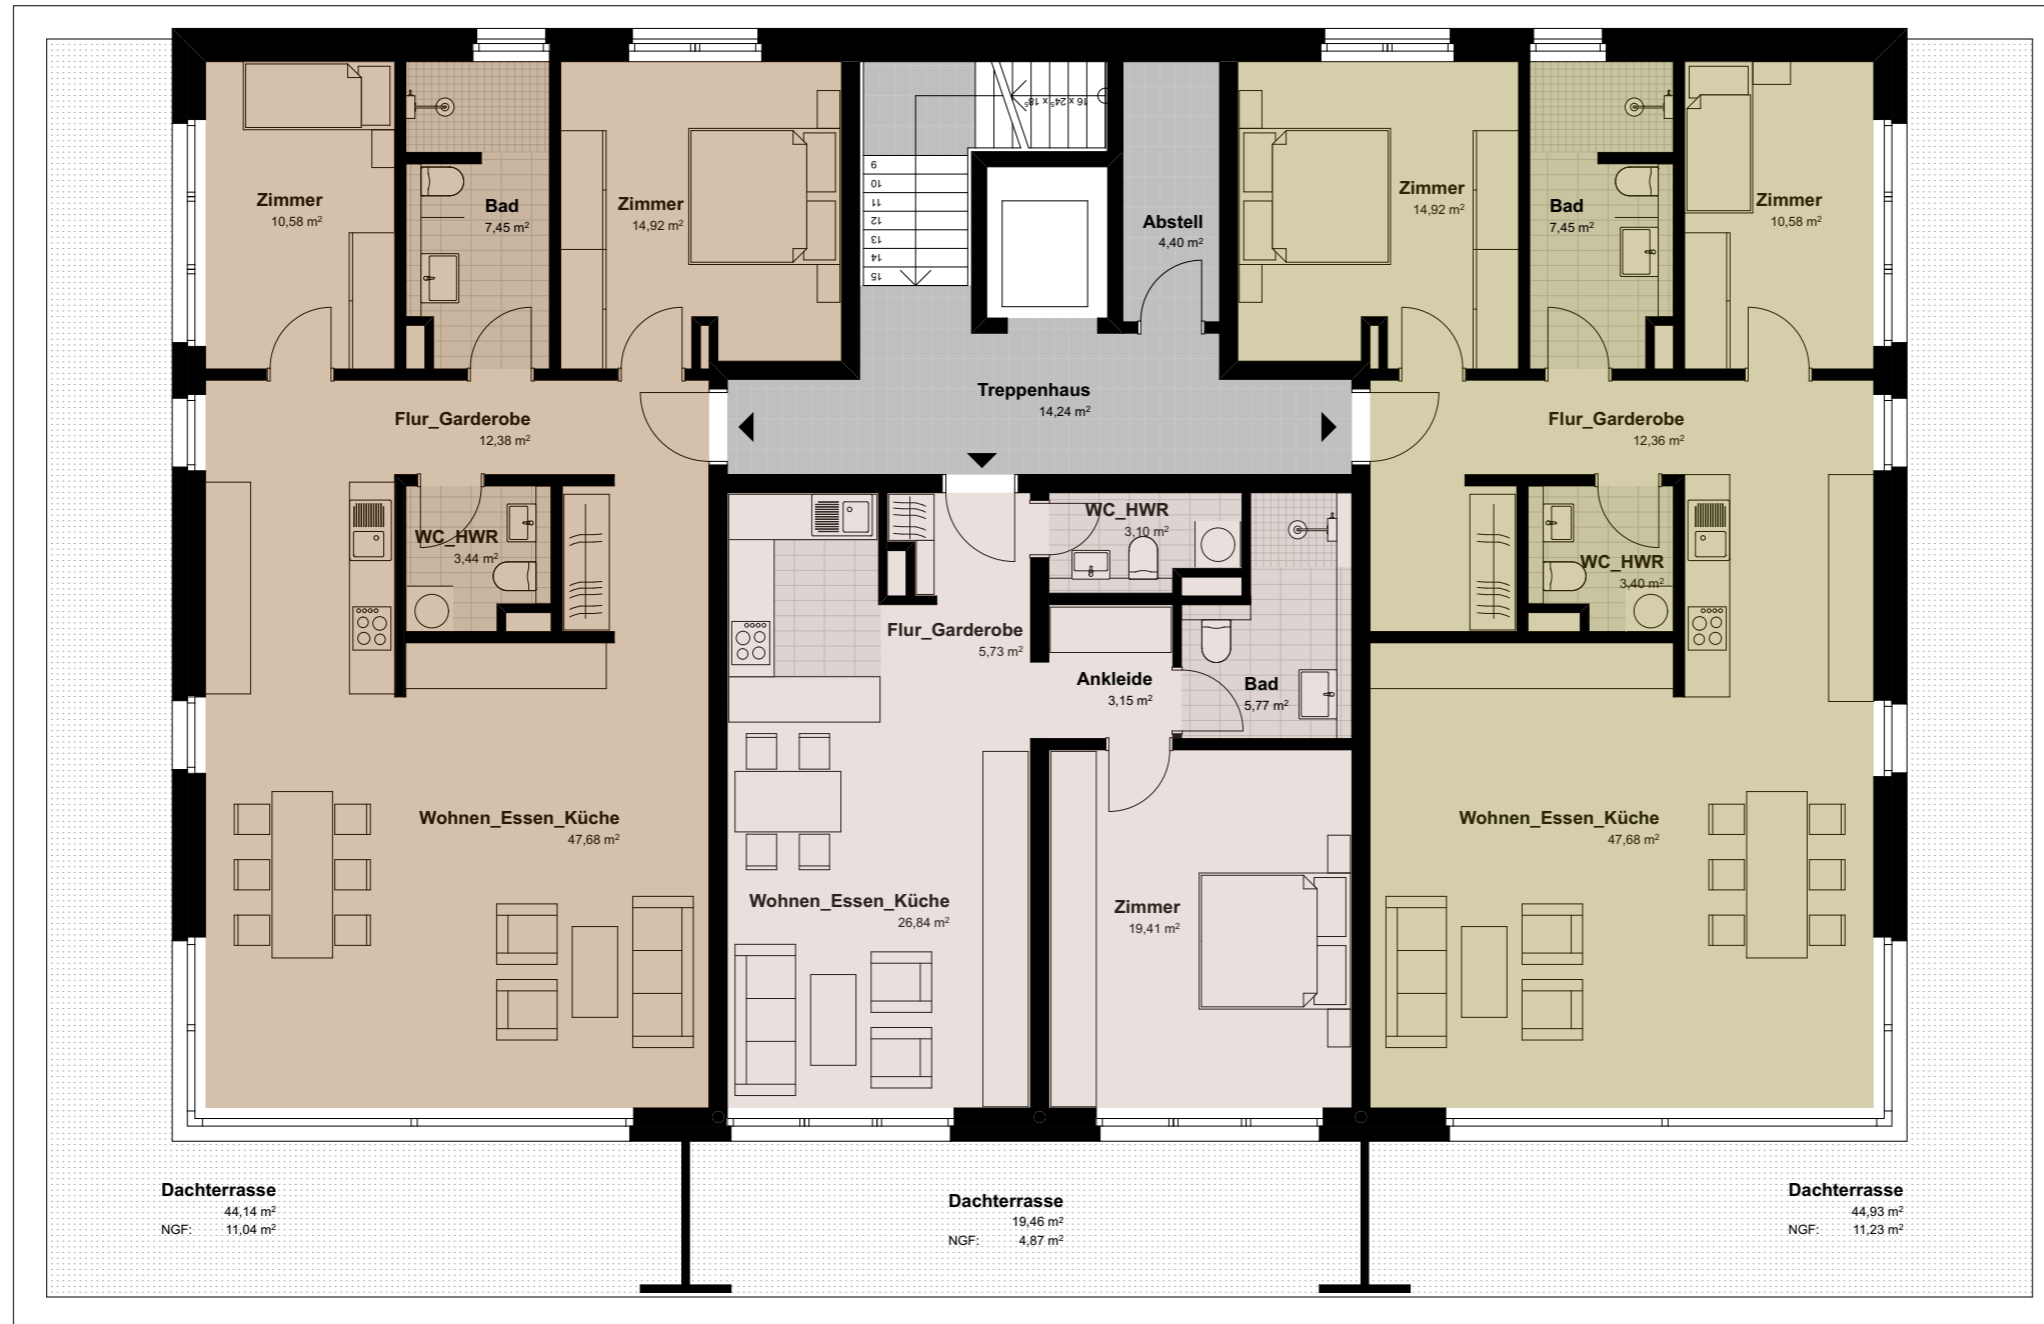 16 x 24⁵ x 18⁵
9
10
11
12
13
14
15
Zimmer
10,58 m²
Bad
7,45 m²
Zimmer
14,92 m²
Abstell
4,40 m²
Zimmer
14,92 m²
Bad
7,45 m²
Zimmer
10,58 m²
Treppenhaus
14,24 m²
Flur_Garderobe
12,38 m²
Flur_Garderobe
12,36 m²
WC_HWR
3,44 m²
WC_HWR
3,10 m²
WC_HWR
3,40 m²
Flur_Garderobe
5,73 m²
Ankleide
3,15 m²
Bad
5,77 m²
Wohnen_Essen_Küche
47,68 m²
Wohnen_Essen_Küche
26,84 m²
Zimmer
19,41 m²
Wohnen_Essen_Küche
47,68 m²
Dachterrasse
44,14 m²
NGF: 11,04 m²
Dachterrasse
19,46 m²
NGF: 4,87 m²
Dachterrasse
44,93 m²
NGF: 11,23 m²